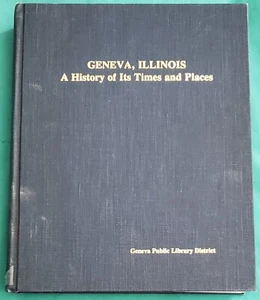 GENEVA, ILLINOIS
A History of Its Times and Places
Geneva Public Library District